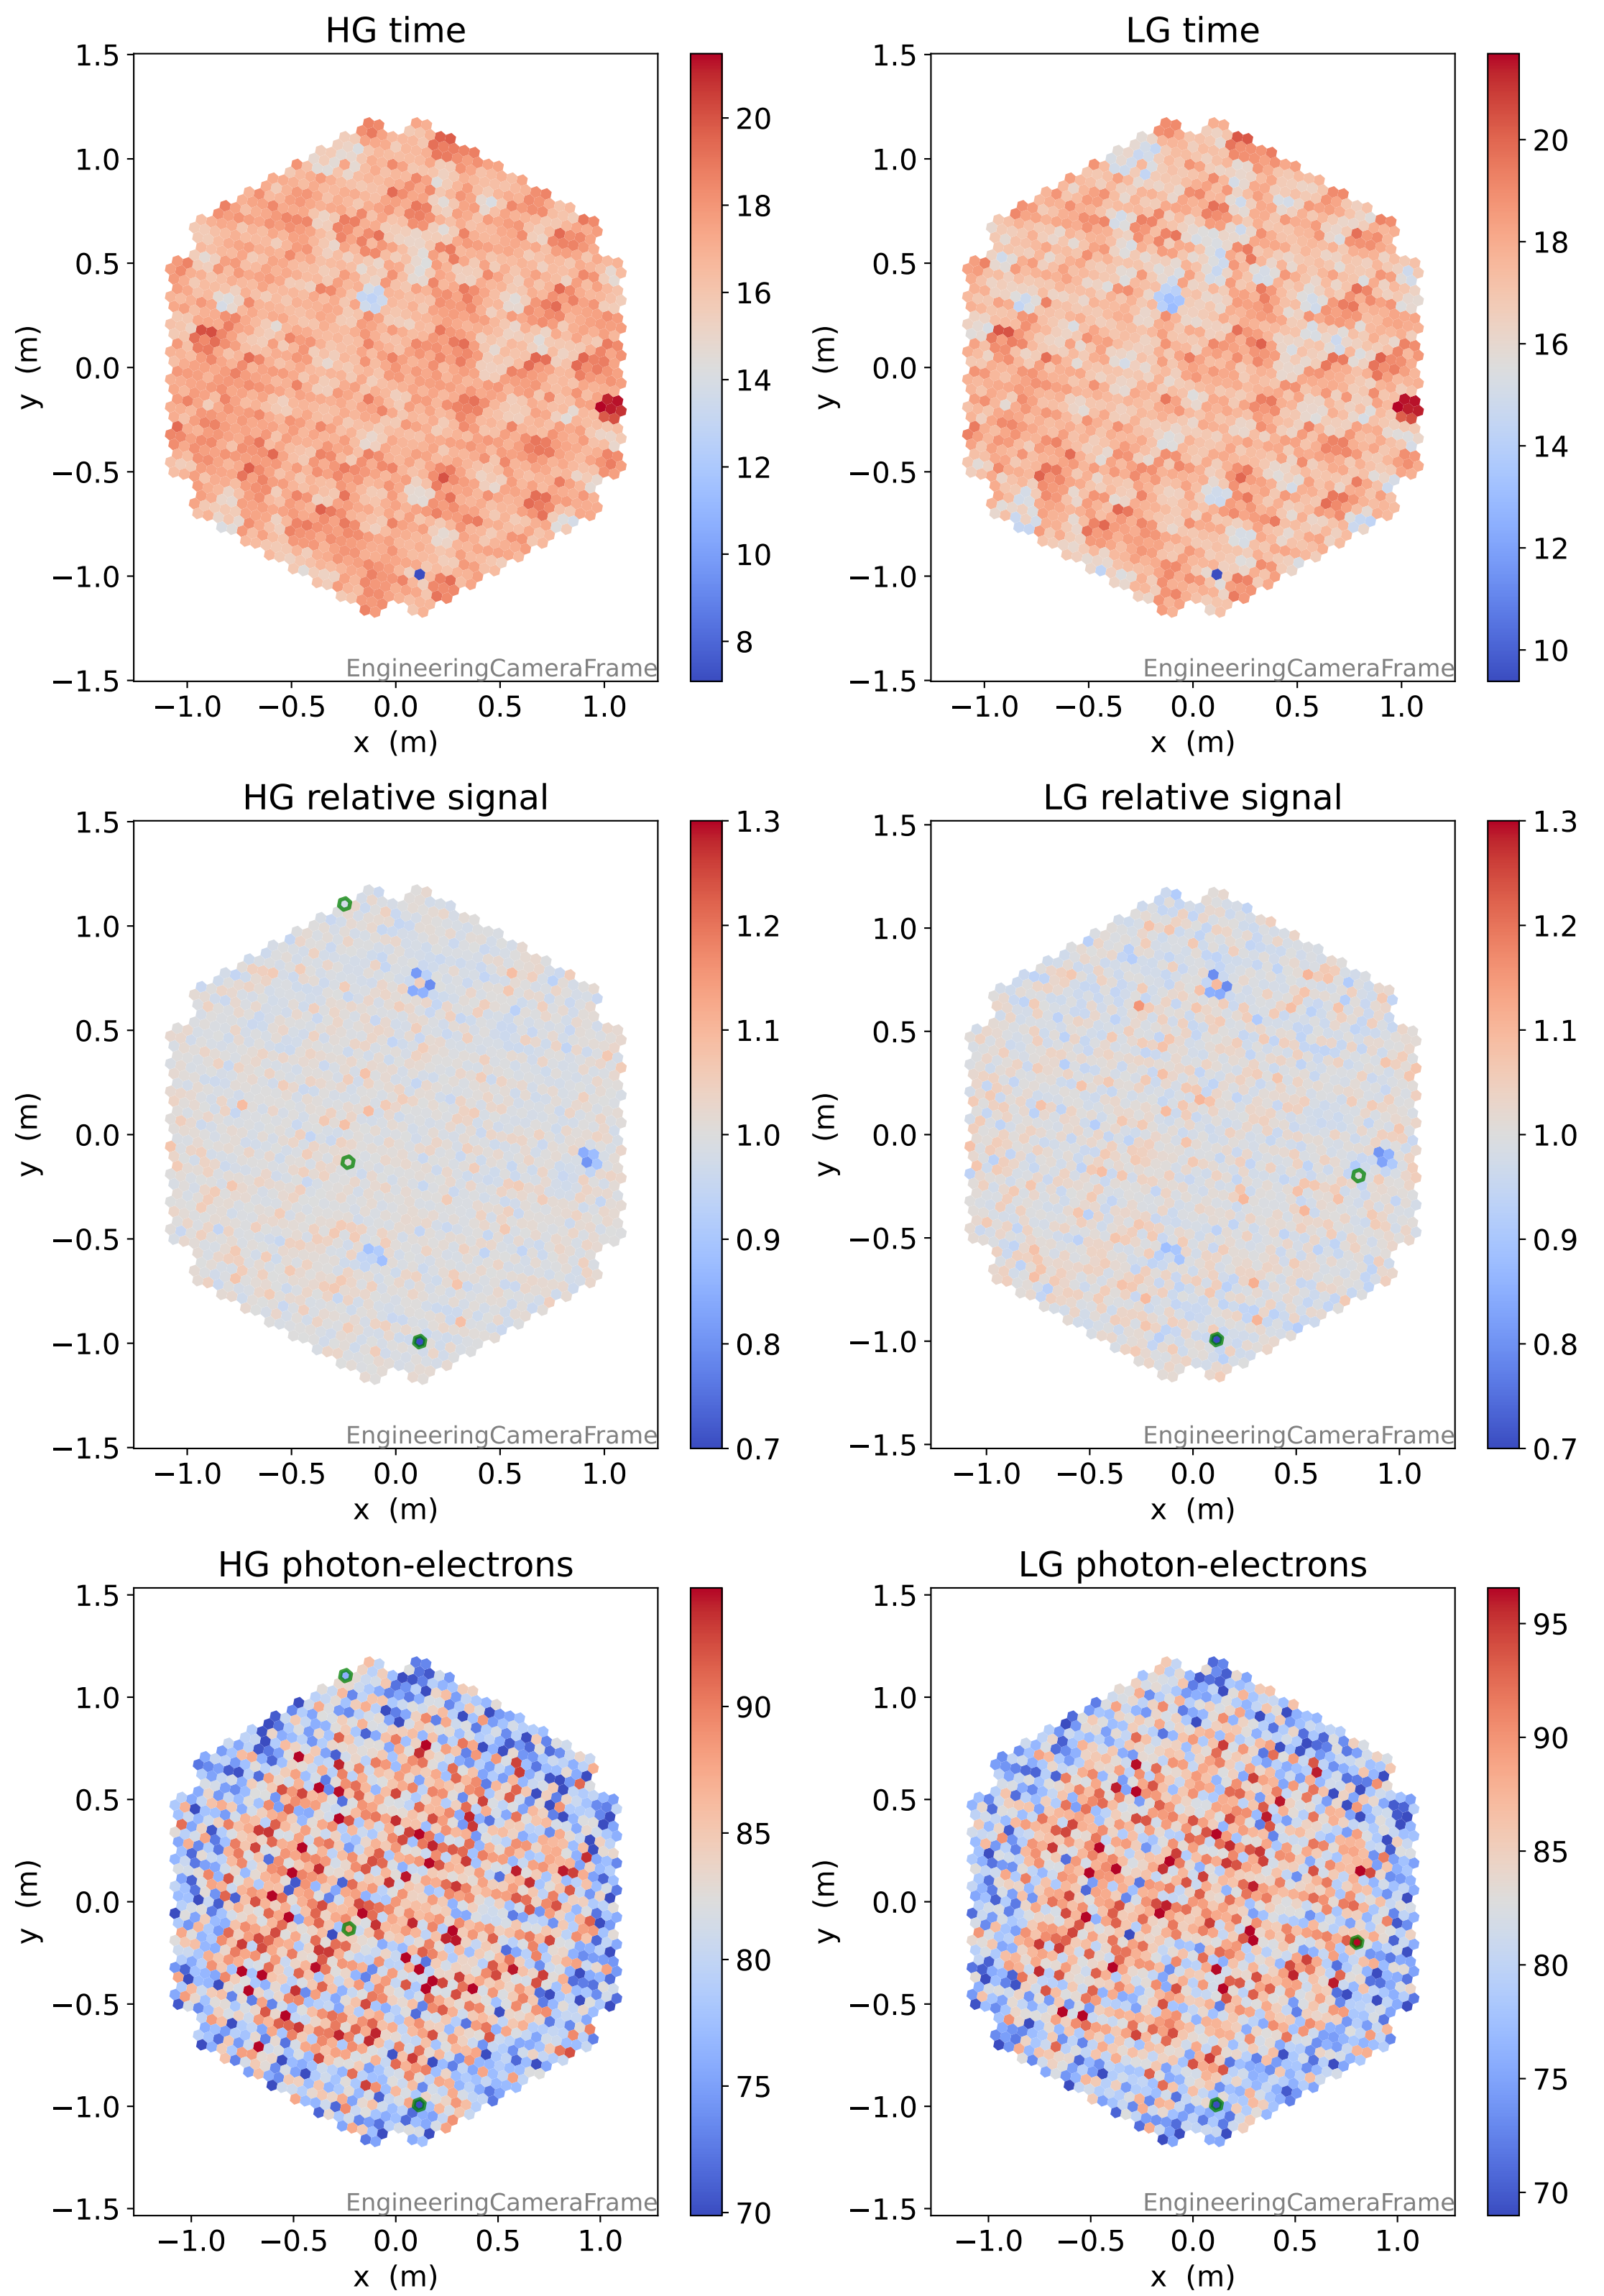 HG time
1.5
1.0
0.5
0.0
−0.5
−1.0
−1.5
y (m)
−1.0 −0.5 0.0 0.5 1.0
x (m)
EngineeringCameraFrame
20
18
16
14
12
10
8
LG time
1.5
1.0
0.5
0.0
−0.5
−1.0
−1.5
y (m)
−1.0 −0.5 0.0 0.5 1.0
x (m)
EngineeringCameraFrame
20
18
16
14
12
10
HG relative signal
1.5
1.0
0.5
0.0
−0.5
−1.0
−1.5
y (m)
−1.0 −0.5 0.0 0.5 1.0
x (m)
EngineeringCameraFrame
1.3
1.2
1.1
1.0
0.9
0.8
0.7
LG relative signal
1.5
1.0
0.5
0.0
−0.5
−1.0
−1.5
y (m)
−1.0 −0.5 0.0 0.5 1.0
x (m)
EngineeringCameraFrame
1.3
1.2
1.1
1.0
0.9
0.8
0.7
HG photon-electrons
1.5
1.0
0.5
0.0
−0.5
−1.0
−1.5
y (m)
−1.0 −0.5 0.0 0.5 1.0
x (m)
EngineeringCameraFrame
90
85
80
75
70
LG photon-electrons
1.5
1.0
0.5
0.0
−0.5
−1.0
−1.5
y (m)
−1.0 −0.5 0.0 0.5 1.0
x (m)
EngineeringCameraFrame
95
90
85
80
75
70